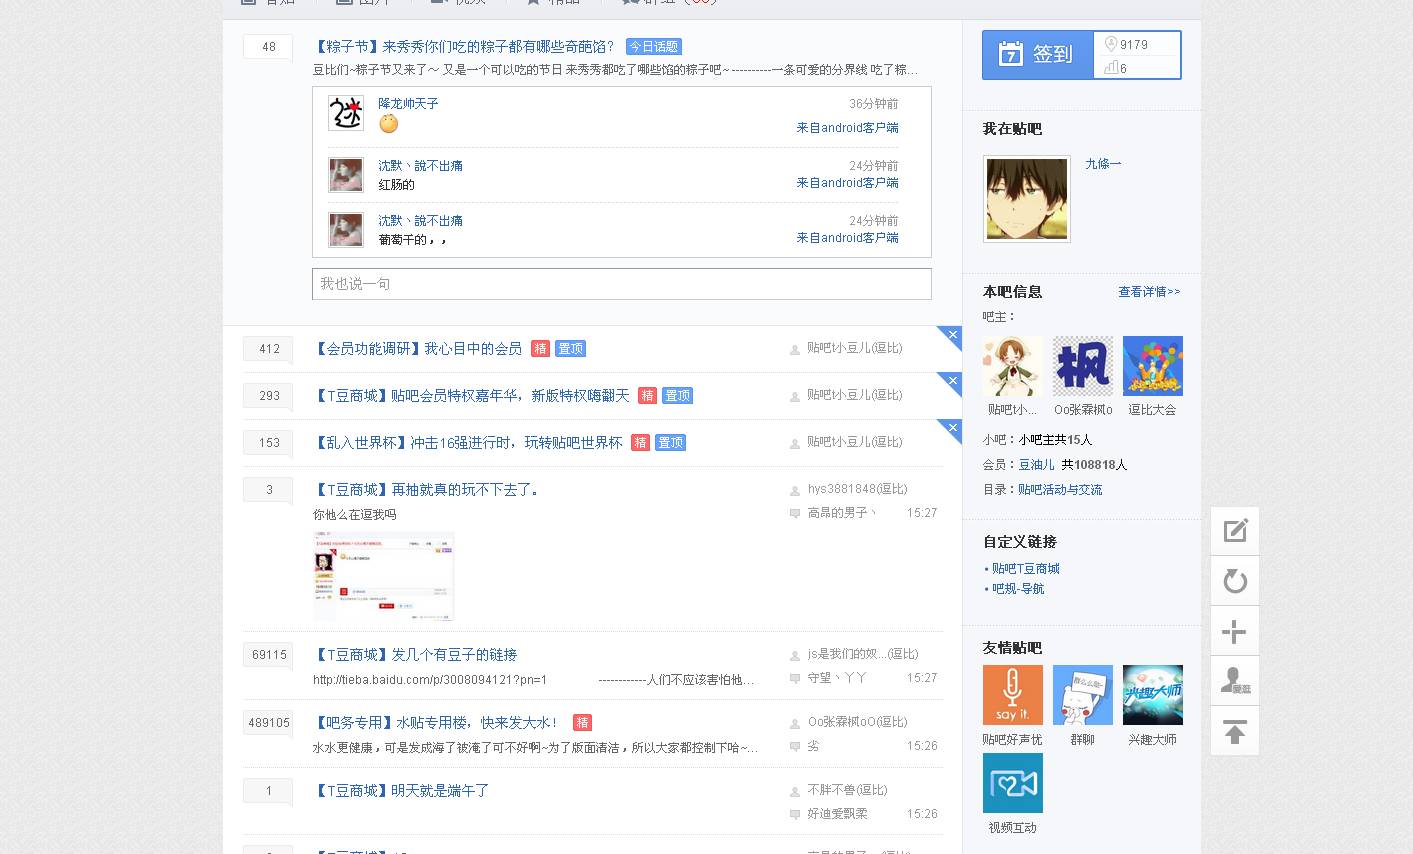 48
【粽子节】来秀秀你们吃的粽子都有哪些奇葩馅？ 今日话题
豆比们~粽子节又来了～ 又是一个可以吃的节日 来秀秀都吃了哪些馅的粽子吧~----------一条可爱的分界线 吃了粽…
降龙帅天子 36分钟前
来自android客户端
沈默丶說不出痛 24分钟前
红肠的 来自android客户端
沈默丶說不出痛 24分钟前
葡萄干的，， 来自android客户端
我也说一句
412 【会员功能调研】我心目中的会员 精 置顶 贴吧t小豆儿(逗比)
293 【T豆商城】贴吧会员特权嘉年华，新版特权嗨翻天 精 置顶 贴吧t小豆儿(逗比)
153 【乱入世界杯】冲击16强进行时，玩转贴吧世界杯 精 置顶 贴吧t小豆儿(逗比)
3 【T豆商城】再抽就真的玩不下去了。 hys3881848(逗比)
你他么在逗我吗 高晶的男子丶 15:27
69115 【T豆商城】发几个有豆子的链接 js是我们的奴...(逗比)
http://tieba.baidu.com/p/3008094121?pn=1 ------------人们不应该害怕他… 守望丶丫丫 15:27
489105 【吧务专用】水贴专用楼，快来发大水！ 精 Oo张霖枫oO(逗比)
水水更健康，可是发成海了被淹了可不好啊~为了版面清洁，所以大家都控制下哈~… 劣 15:26
1 【T豆商城】明天就是端午了 不胖不兽(逗比)
好迪爱飘柔 15:26
7 签到 9179
6
我在贴吧
九條一
本吧信息 查看详情>>
吧主：
枫
贴吧t小... Oo张霖枫o 逗比大会
小吧：小吧主共15人
会员：豆油儿 共108818人
目录：贴吧活动与交流
自定义链接
• 贴吧T豆商城
• 吧规-导航
友情贴吧
say it. 兴趣大师
贴吧好声优 群聊 兴趣大师
视频互动
爱逛